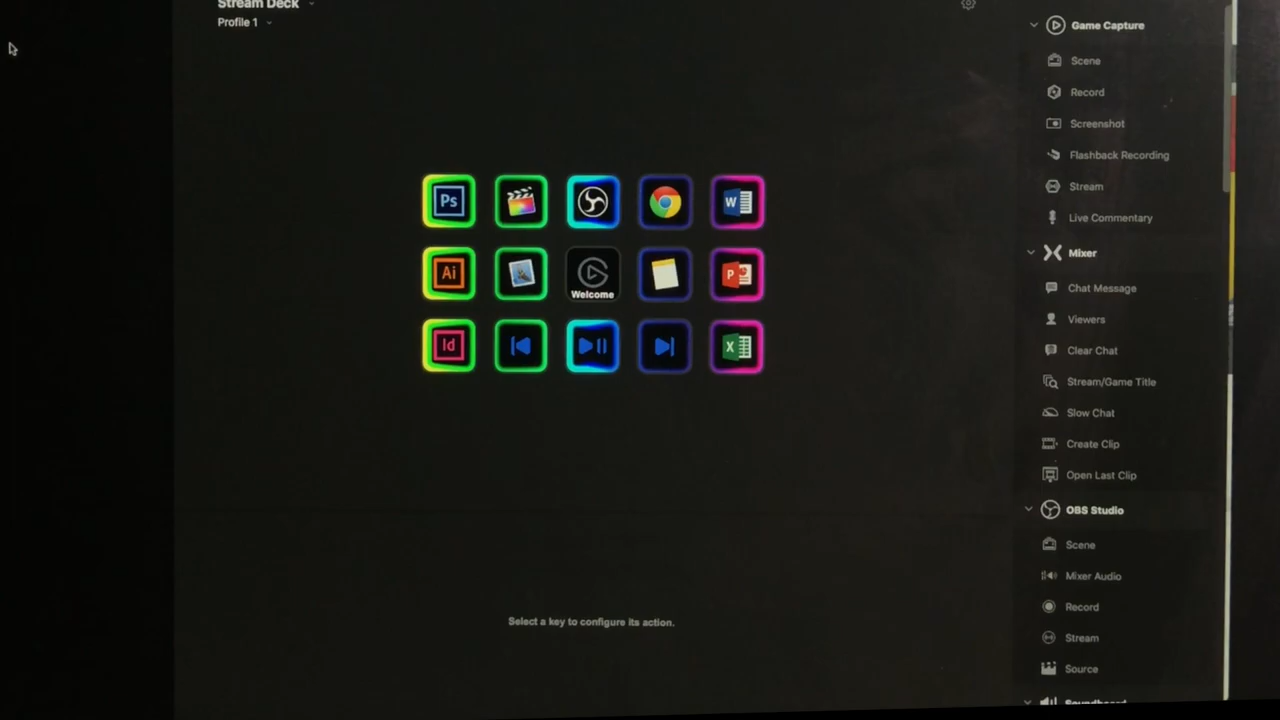 Stream Deck
Profile 1
Ps
W
Ai
Welcome
P
Id
X
Select a key to configure its action.
Game Capture
Scene
Record
Screenshot
Flashback Recording
Stream
Live Commentary
Mixer
Chat Message
Viewers
Clear Chat
Stream/Game Title
Slow Chat
Create Clip
Open Last Clip
OBS Studio
Scene
Mixer Audio
Record
Stream
Source
Soundboard